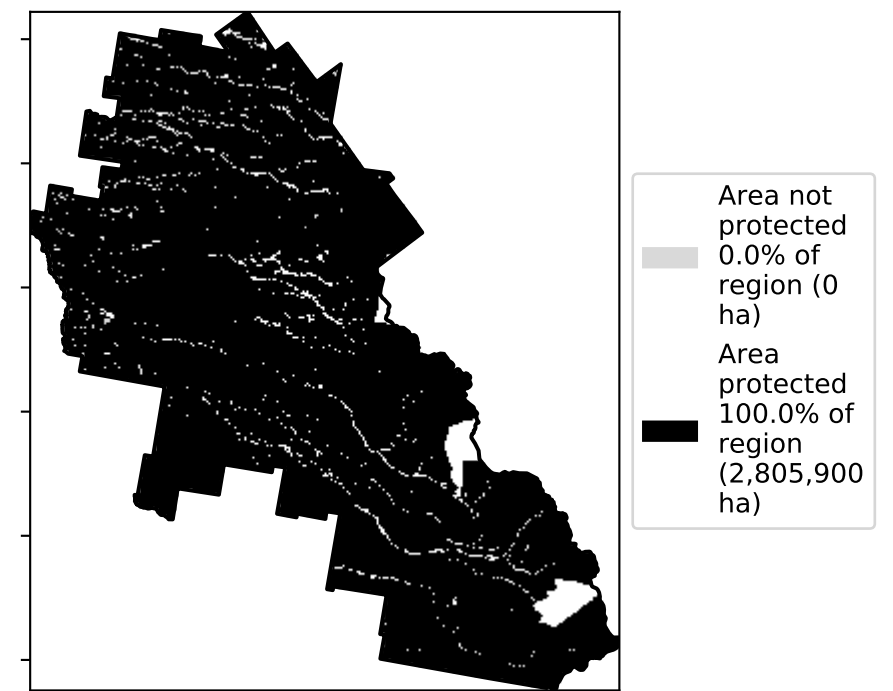 Area not
protected
0.0% of
region (0
ha)
Area
protected
100.0% of
region
(2,805,900
ha)